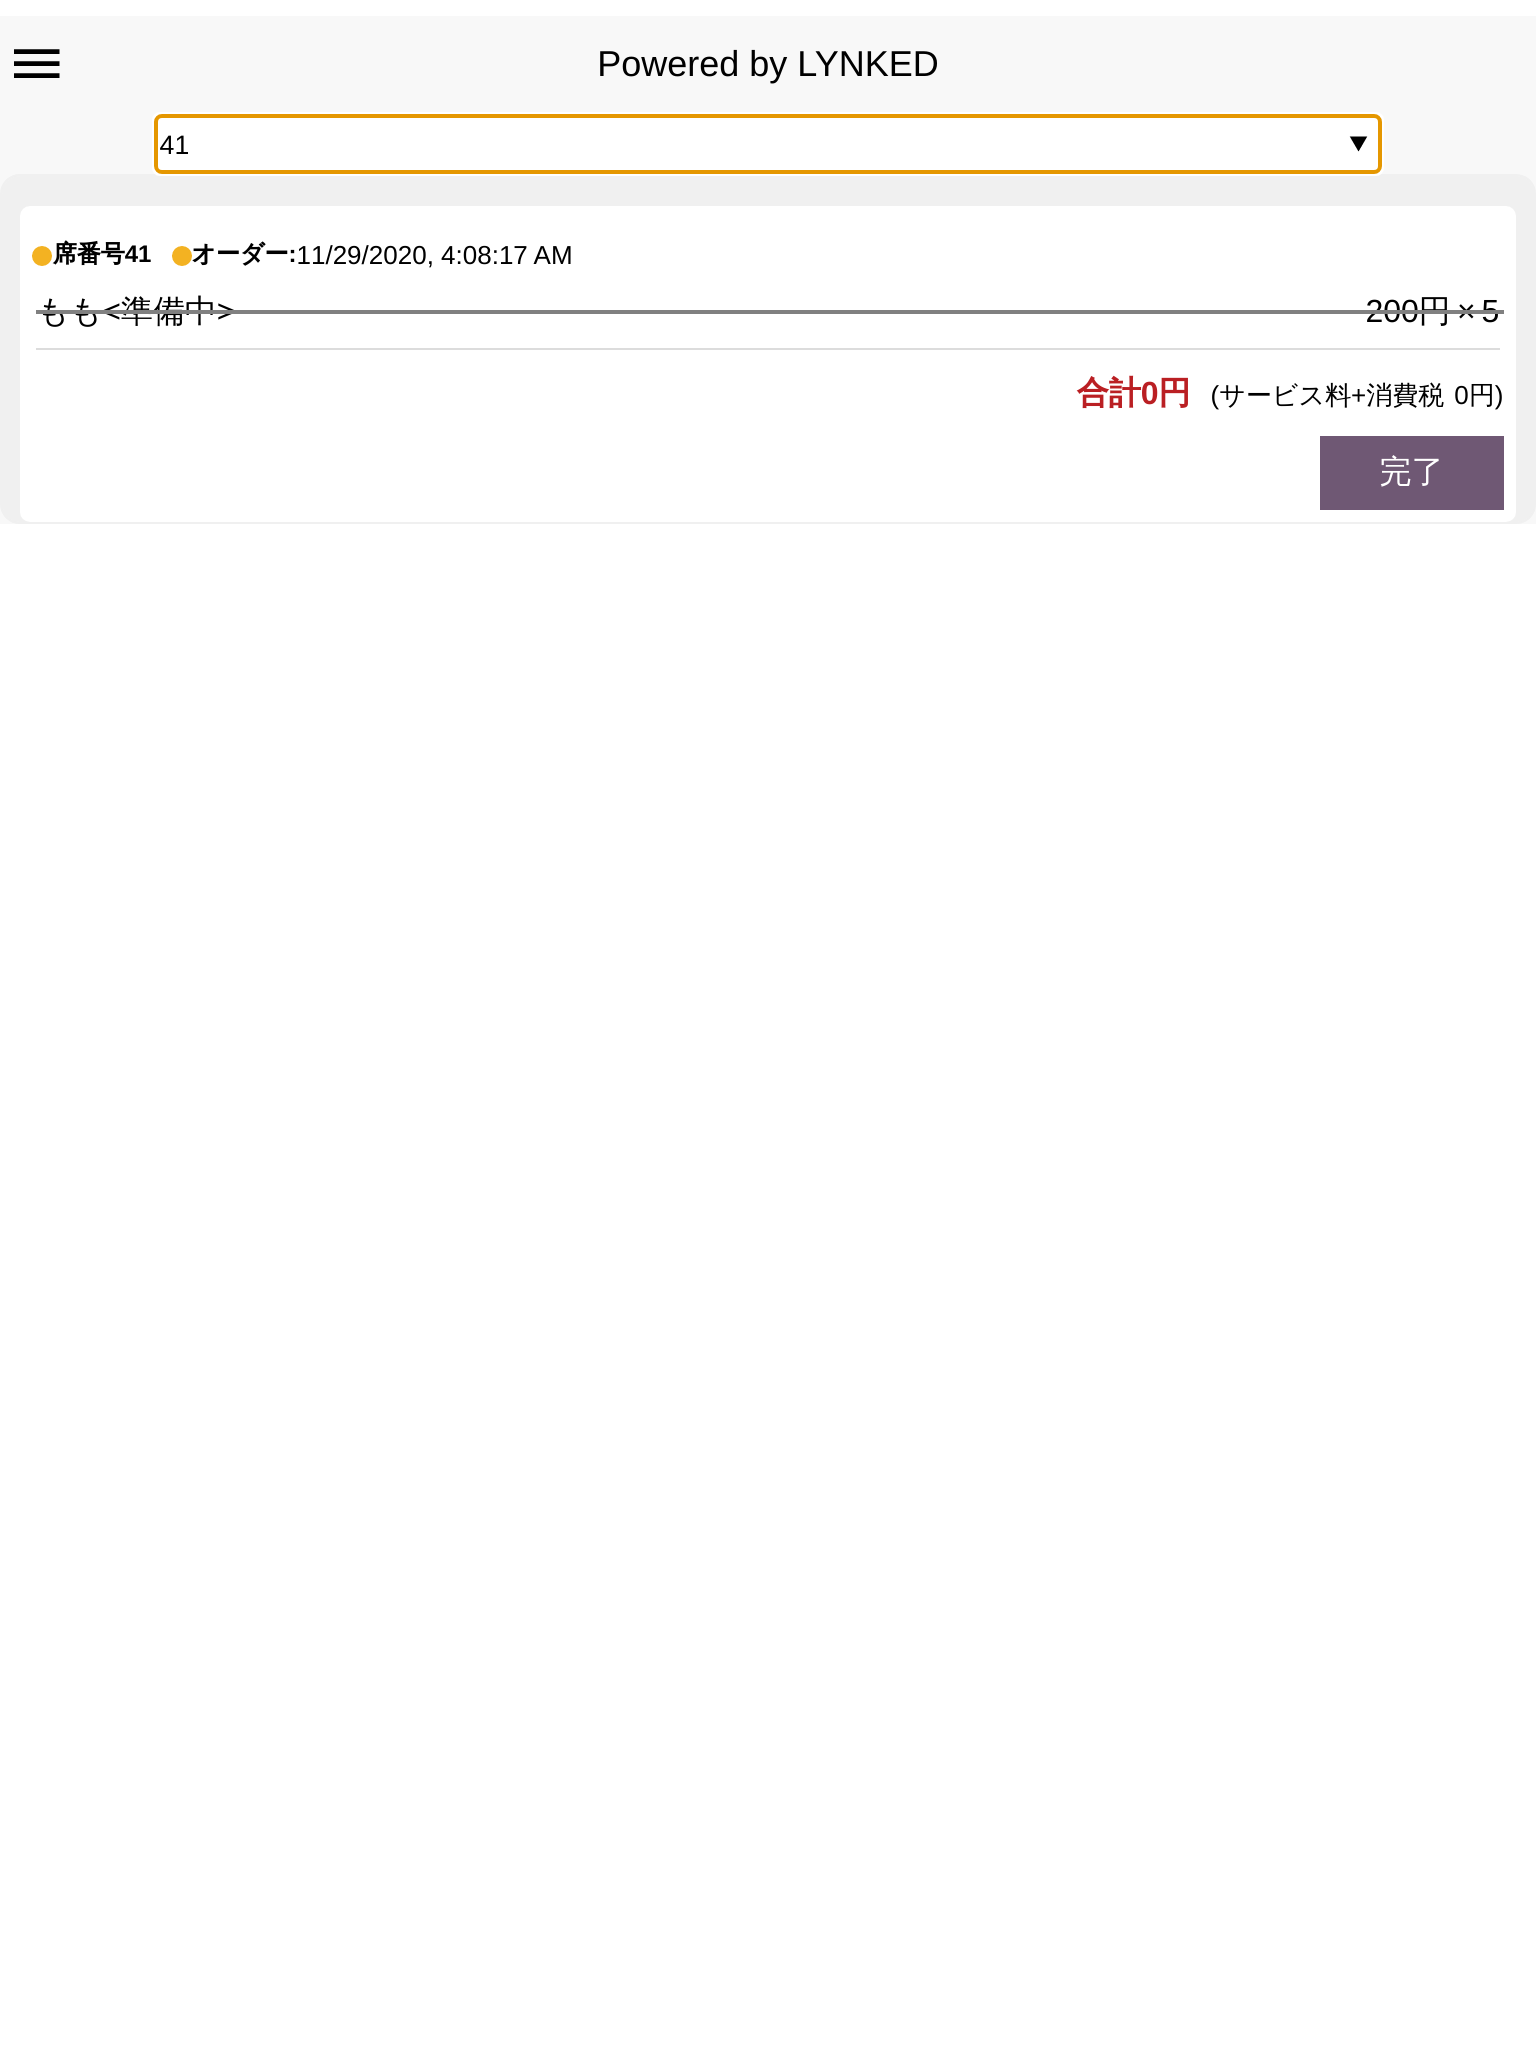 Powered by LYNKED
41
席番号41 オーダー:11/29/2020, 4:08:17 AM
もも<準備中> 200円 × 5
合計0円 (サービス料+消費税 0円)
完了